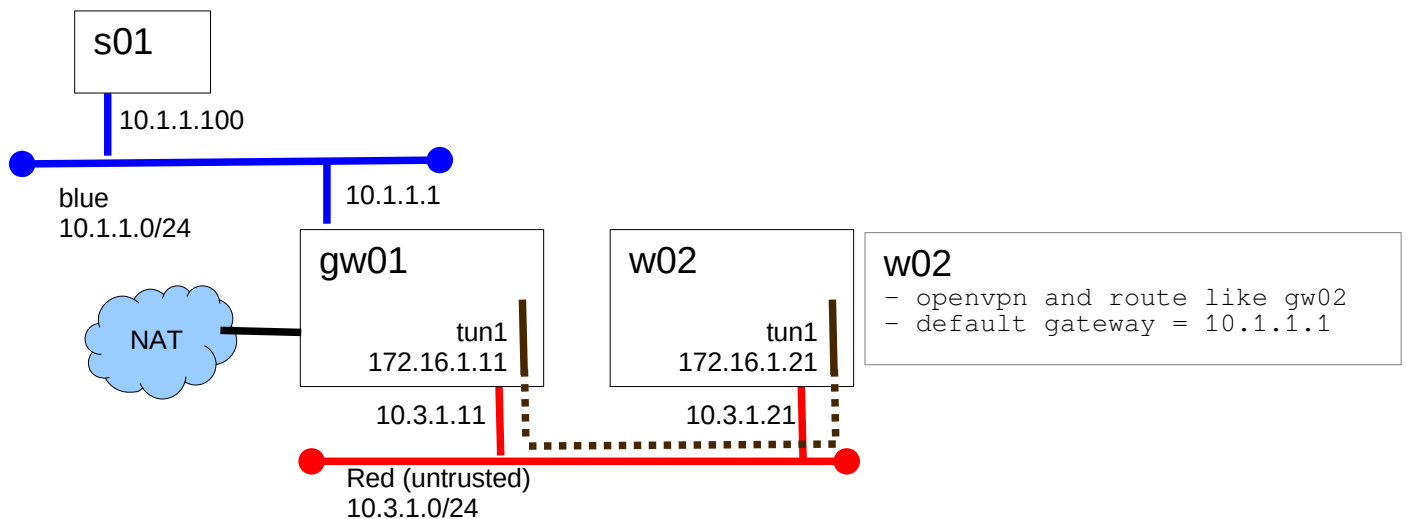 s01
10.1.1.100
blue
10.1.1.0/24
10.1.1.1
gw01
tun1
172.16.1.11
w02
tun1
172.16.1.21
w02
- openvpn and route like gw02
- default gateway = 10.1.1.1
NAT
10.3.1.11
10.3.1.21
Red (untrusted)
10.3.1.0/24